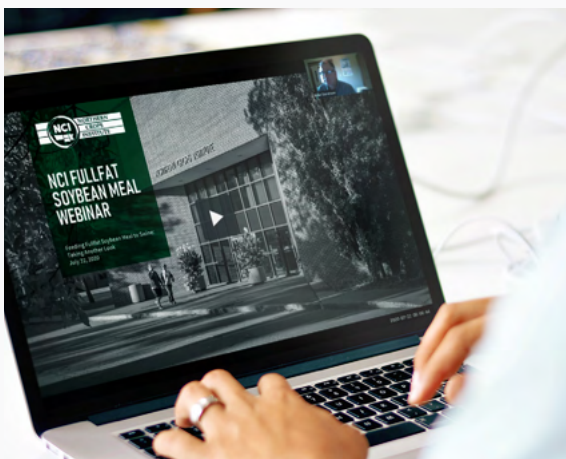 NCI
NORTHERN
CROPS
INSTITUTE
NCI FULLFAT
SOYBEAN MEAL
WEBINAR
Feeding Fullfat Soybean Meal to Swine:
Taking Another Look